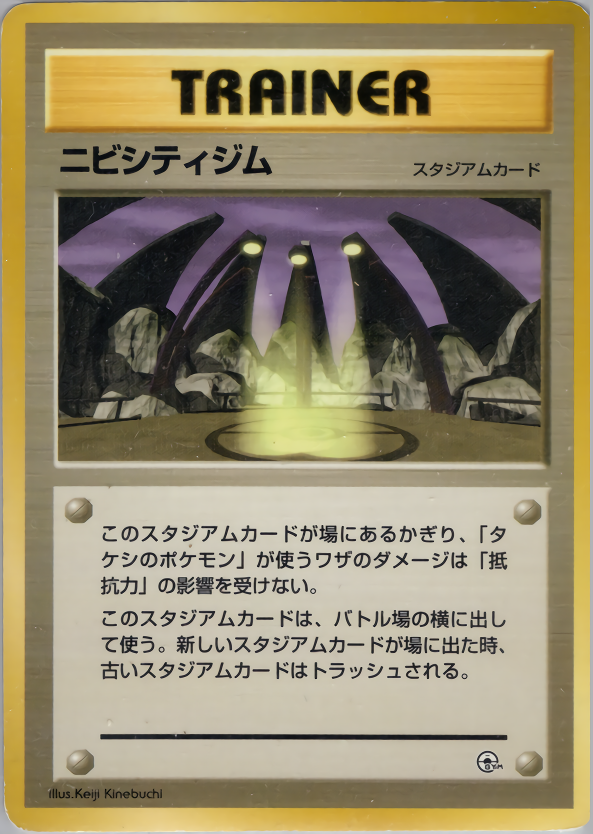 TRAINER
ニビシティジム
スタジアムカード
このスタジアムカードが場にあるかぎり、「タ
ケシのポケモン」が使うワザのダメージは「抵
抗力」の影響を受けない。
このスタジアムカードは、バトル場の横に出し
て使う。新しいスタジアムカードが場に出た時、
古いスタジアムカードはトラッシュされる。
GYM
Illus.Keiji Kinebuchi